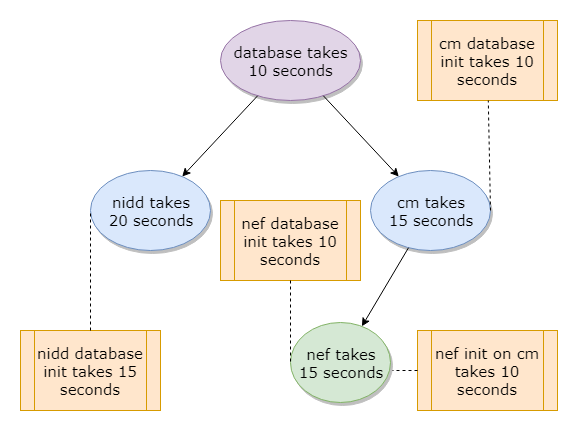 database takes
10 seconds
cm database
init takes 10
seconds
nidd takes
20 seconds
nef database
init takes 10
seconds
cm takes
15 seconds
nidd database
init takes 15
seconds
nef takes
15 seconds
nef init on cm
takes 10
seconds